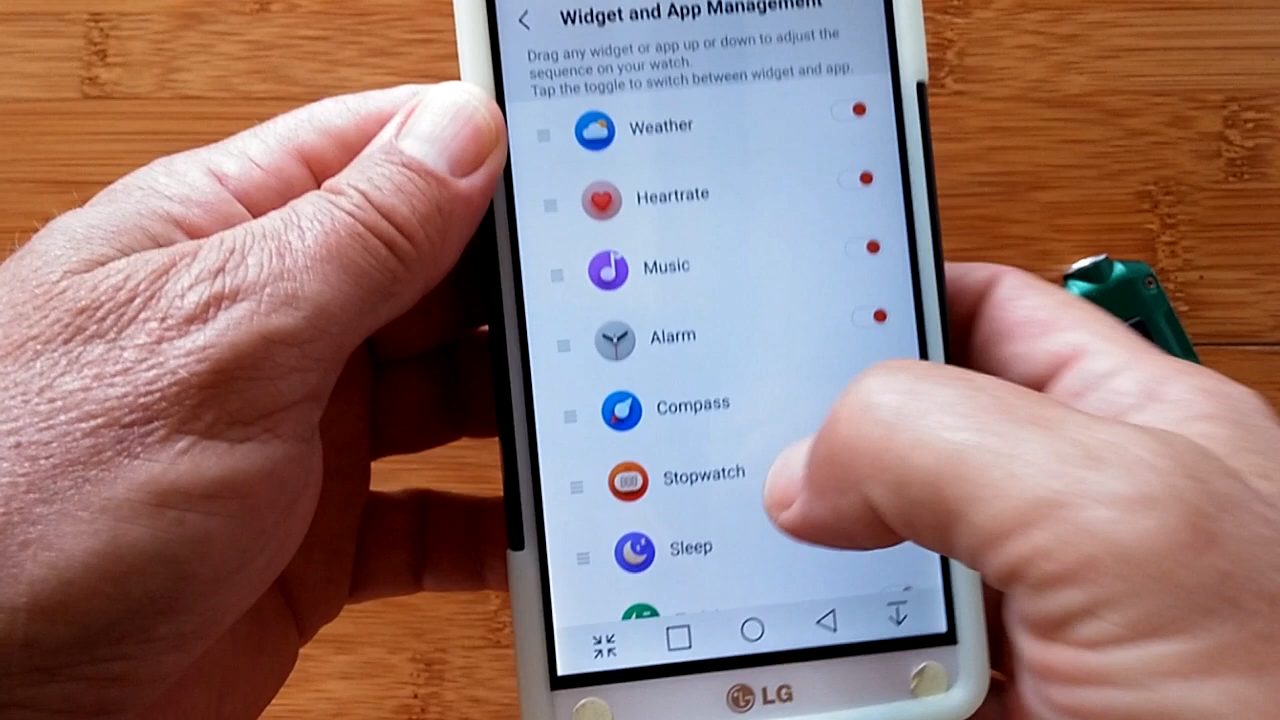 Widget and App Management
Drag any widget or app up or down to adjust the
sequence on your watch.
Tap the toggle to switch between widget and app.
Weather
Heartrate
Music
Alarm
Compass
Stopwatch
Sleep
LG